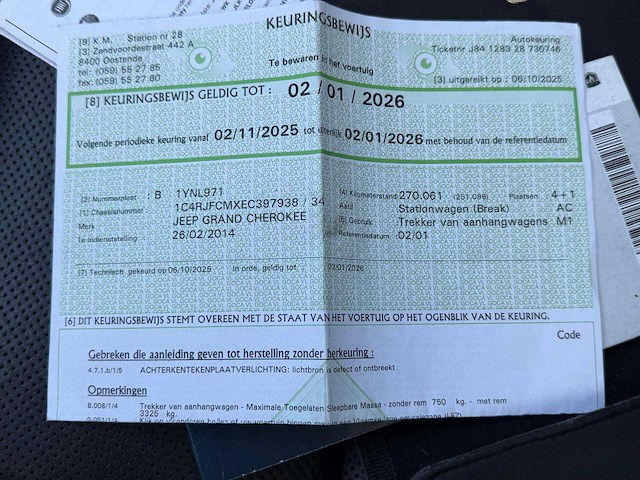 KEURINGSBEWIJS
[9] K.M. Station nr 28
[3] Zandvoordestraat 442 A
8400 Oostende
tel: (059) 55 27 85
fax: (059) 55 27 80
Te bewaren in het voertuig
Autokeuring
Ticketnr J84 1283 28 730746
[3] uitgereikt op : 06/10/2025
[8] KEURINGSBEWIJS GELDIG TOT : 02 / 01 / 2026
Volgende periodieke keuring vanaf 02/11/2025 tot uiterlijk 02/01/2026 met behoud van de referentiedatum
[2] Nummerplaat : B 1YNL971
[1] Chassisnummer 1C4RJFCMXEC397938 / 34
Merk JEEP GRAND CHEROKEE
1e indienststelling 26/02/2014
[4] Kilometerstand 270.061 (251.096) Plaatsen 4+1
Aard Stationwagen (Break) AC
[5] Gebruik Trekker van aanhangwagens M1
Referentiedatum 02/01
[7] Technisch gekeurd op 06/10/2025 In orde, geldig tot : 02/01/2026
[6] DIT KEURINGSBEWIJS STEMT OVEREEN MET DE STAAT VAN HET VOERTUIG OP HET OGENBLIK VAN DE KEURING.
Code
Gebreken die aanleiding geven tot herstelling zonder herkeuring :
4.7.1.b/1/5 ACHTERKENTEKENPLAATVERLICHTING: lichtbron is defect of ontbreekt
Opmerkingen
8.008/1/4 Trekker van aanhangwagen - Maximale Toegelaten Sleepbare Massa - zonder rem 750 kg. - met rem
3325 kg.